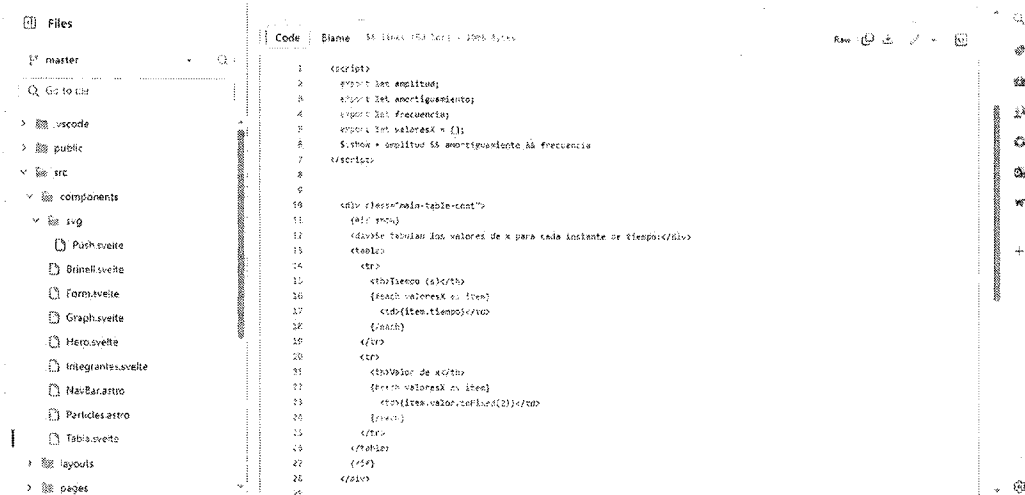 Files
master
Go to file
.vscode
public
src
components
svg
Push.svelte
Brinell.svelte
Form.svelte
Graph.svelte
Hero.svelte
Integrantes.svelte
NavBar.astro
Particles.astro
Tabla.svelte
layouts
pages
Code Blame Raw
1 <script>
2 export let amplitud;
3 export let amortiguamiento;
4 export let frecuencia;
5 export let valoresX = [];
6 $:show = amplitud && amortiguamiento && frecuencia
7 </script>
8
9
10 <div class="main-table-cont">
11 {#if show}
12 <div>Se tabulan los valores de x para cada instante de tiempo:</div>
13 <table>
14 <tr>
15 <th>Tiempo (s)</th>
16 {#each valoresX as item}
17 <td>{item.tiempo}</td>
18 {/each}
19 </tr>
20 <tr>
21 <th>Valor de x</th>
22 {#each valoresX as item}
23 <td>{item.valor.toFixed(2)}</td>
24 {/each}
25 </tr>
26 </table>
27 {/if}
28 </div>